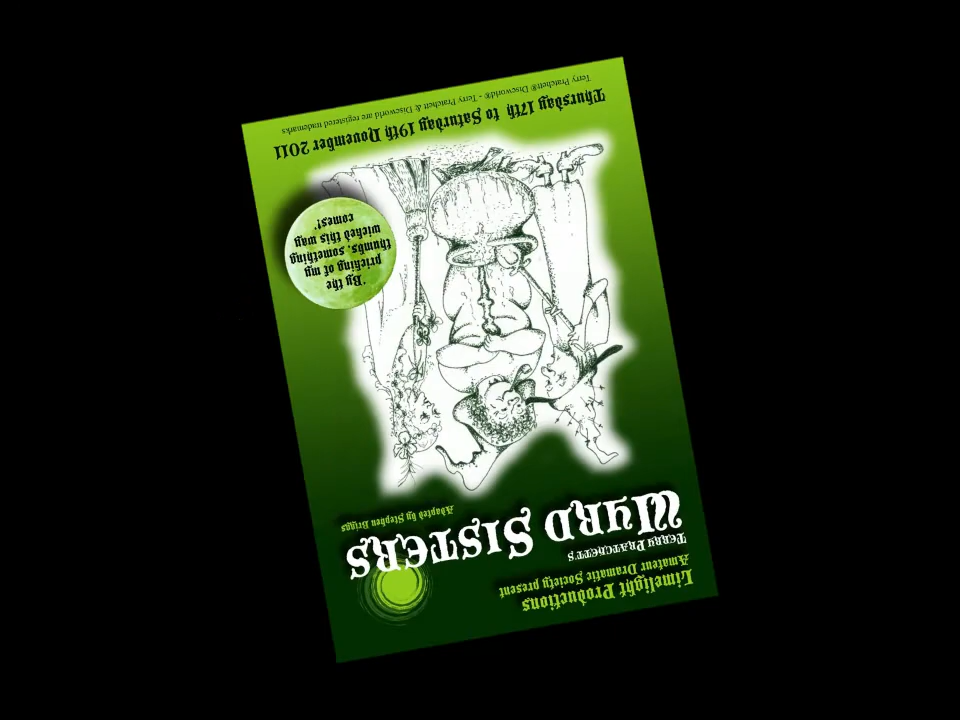 Limelight Productions
Amateur Dramatic Society present
Terry Pratchett's
Wyrd Sisters
Adapted by Stephen Briggs
'By the
pricking of my
thumbs, something
wicked this way
comes!'
Thursday 17th to Saturday 19th November 2011
Terry Pratchett® Discworld® - Terry Pratchett & Discworld are registered trademarks